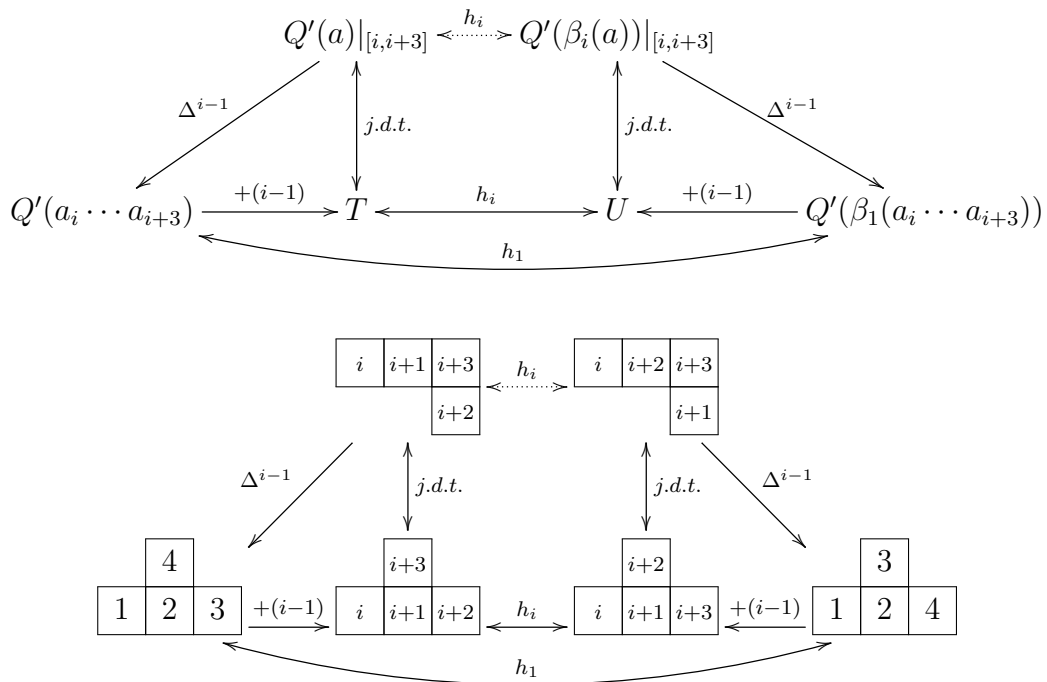 h_i
Q′(a)|_{[i,i+3]} Q′(β_i(a))|_{[i,i+3]}
Δ^{i−1} j.d.t. j.d.t. Δ^{i−1}
Q′(a_i ⋯ a_{i+3}) +(i−1) T h_i U +(i−1) Q′(β_1(a_i ⋯ a_{i+3}))
h_1
i i+1 i+3 h_i i i+2 i+3
i+2 i+1
Δ^{i−1} j.d.t. j.d.t. Δ^{i−1}
4 i+3 i+2 3
1 2 3 +(i−1) i i+1 i+2 h_i i i+1 i+3 +(i−1) 1 2 4
h_1